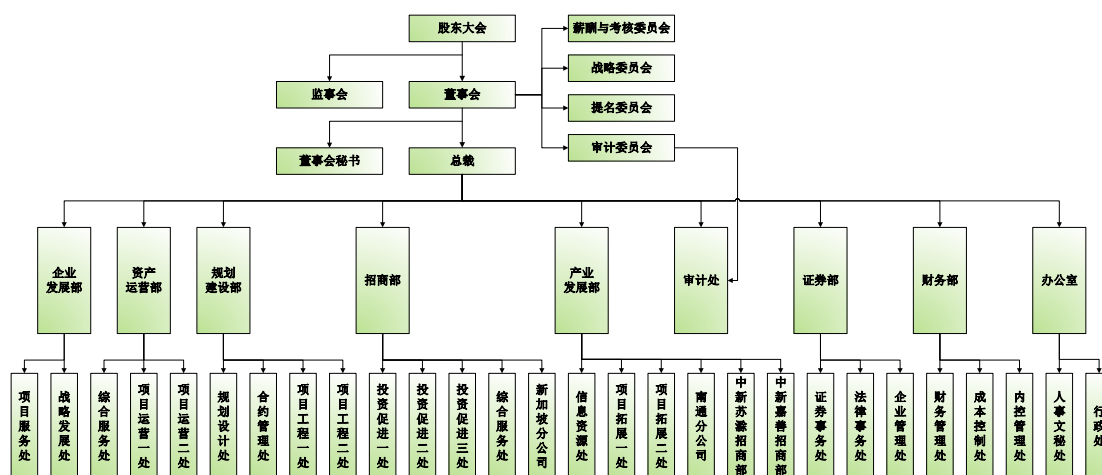 股东大会
薪酬与考核委员会
战略委员会
监事会
董事会
提名委员会
审计委员会
董事会秘书
总裁
企业
发展部
资产
运营部
规划
建设部
招商部
产业
发展部
审计处
证券部
财务部
办公室
项目服务处
战略发展处
综合服务处
项目运营一处
项目运营二处
规划设计处
合约管理处
项目工程一处
项目工程二处
投资促进一处
投资促进二处
投资促进三处
综合服务处
新加坡分公司
信息资源处
项目拓展一处
项目拓展二处
南通分公司
中新苏滁招商部
中新嘉善招商部
证券事务处
法律事务处
企业管理处
财务管理处
成本控制处
内控管理处
人事文秘处
行政处